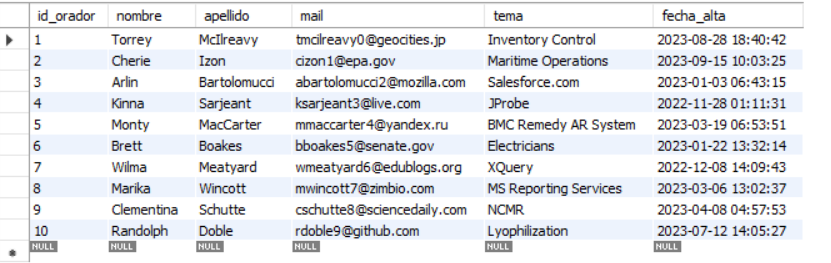 id_orador nombre apellido mail tema fecha_alta
1 Torrey McIlreavy tmcilreavy0@geocities.jp Inventory Control 2023-08-28 18:40:42
2 Cherie Izon cizon1@epa.gov Maritime Operations 2023-09-15 10:03:25
3 Arlin Bartolomucci abartolomucci2@mozilla.com Salesforce.com 2023-01-03 06:43:15
4 Kinna Sarjeant ksarjeant3@live.com JProbe 2022-11-28 01:11:31
5 Monty MacCarter mmaccarter4@yandex.ru BMC Remedy AR System 2023-03-19 06:53:51
6 Brett Boakes bboakes5@senate.gov Electricians 2023-01-22 13:32:14
7 Wilma Meatyard wmeatyard6@edublogs.org XQuery 2022-12-08 14:09:43
8 Marika Wincott mwincott7@zimbio.com MS Reporting Services 2023-03-06 13:02:37
9 Clementina Schutte cschutte8@sciencedaily.com NCMR 2023-04-08 04:57:53
10 Randolph Doble rdoble9@github.com Lyophilization 2023-07-12 14:05:27
NULL NULL NULL NULL NULL NULL